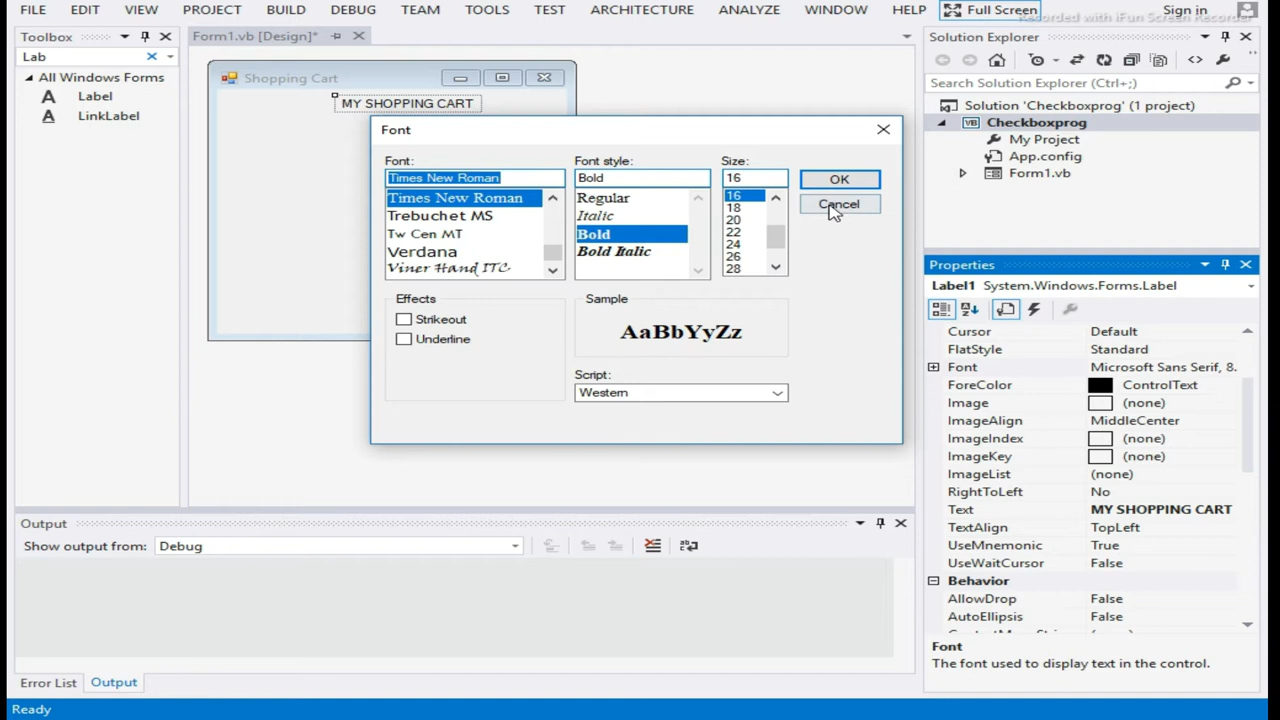 FILE EDIT VIEW PROJECT BUILD DEBUG TEAM TOOLS TEST ARCHITECTURE ANALYZE WINDOW HELP Full Screen Sign in
Recorded with iFun Screen Recorder
Toolbox
Lab
All Windows Forms
A Label
A LinkLabel
Form1.vb [Design]*
Shopping Cart
MY SHOPPING CART
Font
Font:
Times New Roman
Times New Roman
Trebuchet MS
Tw Cen MT
Verdana
Viner Hand ITC
Font style:
Bold
Regular
Italic
Bold
Bold Italic
Size:
16
16
18
20
22
24
26
28
OK
Cancel
Effects
Strikeout
Underline
Sample
AaBbYyZz
Script:
Western
Output
Show output from: Debug
Error List Output
Ready
Solution Explorer
Search Solution Explorer (Ctrl+;)
Solution 'Checkboxprog' (1 project)
VB Checkboxprog
My Project
App.config
Form1.vb
Properties
Label1 System.Windows.Forms.Label
Cursor Default
FlatStyle Standard
Font Microsoft Sans Serif, 8.
ForeColor ControlText
Image (none)
ImageAlign MiddleCenter
ImageIndex (none)
ImageKey (none)
ImageList (none)
RightToLeft No
Text MY SHOPPING CART
TextAlign TopLeft
UseMnemonic True
UseWaitCursor False
Behavior
AllowDrop False
AutoEllipsis False
Font
The font used to display text in the control.